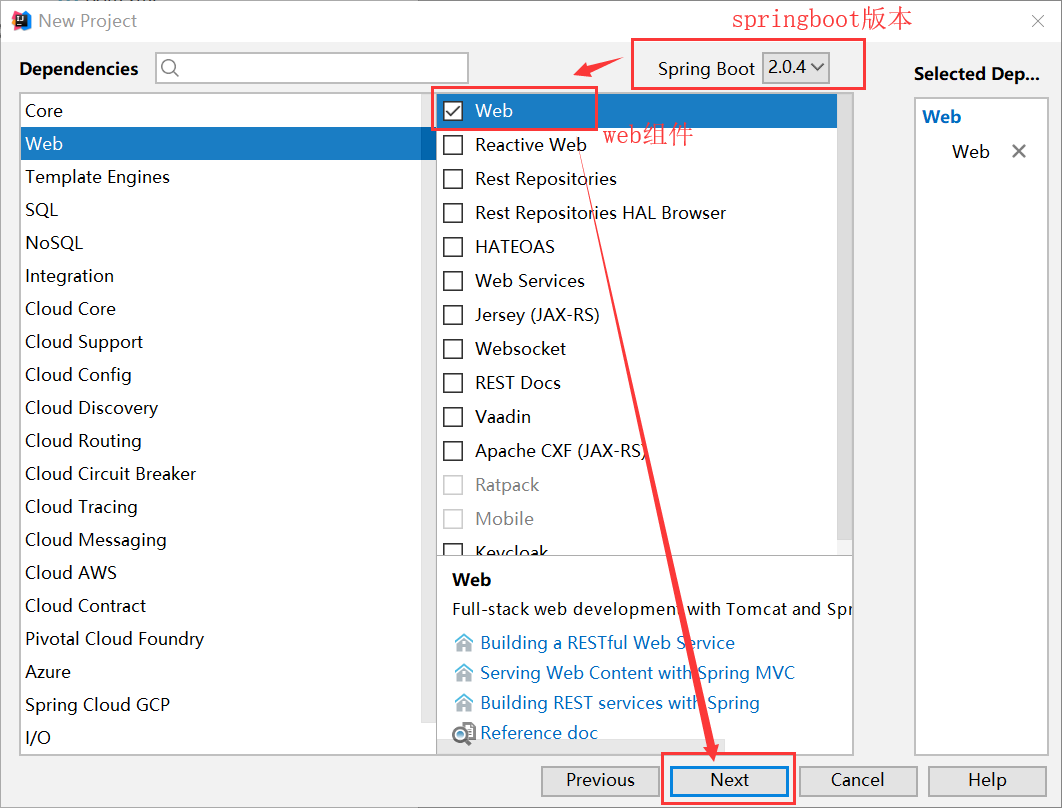 New Project
springboot版本
Dependencies
Spring Boot 2.0.4
Selected Dep...
Core
Web
Template Engines
SQL
NoSQL
Integration
Cloud Core
Cloud Support
Cloud Config
Cloud Discovery
Cloud Routing
Cloud Circuit Breaker
Cloud Tracing
Cloud Messaging
Cloud AWS
Cloud Contract
Pivotal Cloud Foundry
Azure
Spring Cloud GCP
I/O
Web
web组件
Reactive Web
Rest Repositories
Rest Repositories HAL Browser
HATEOAS
Web Services
Jersey (JAX-RS)
Websocket
REST Docs
Vaadin
Apache CXF (JAX-RS)
Ratpack
Mobile
Keycloak
Web
Full-stack web development with Tomcat and Spr
Building a RESTful Web Service
Serving Web Content with Spring MVC
Building REST services with Spring
Reference doc
Web
Web
Previous
Next
Cancel
Help